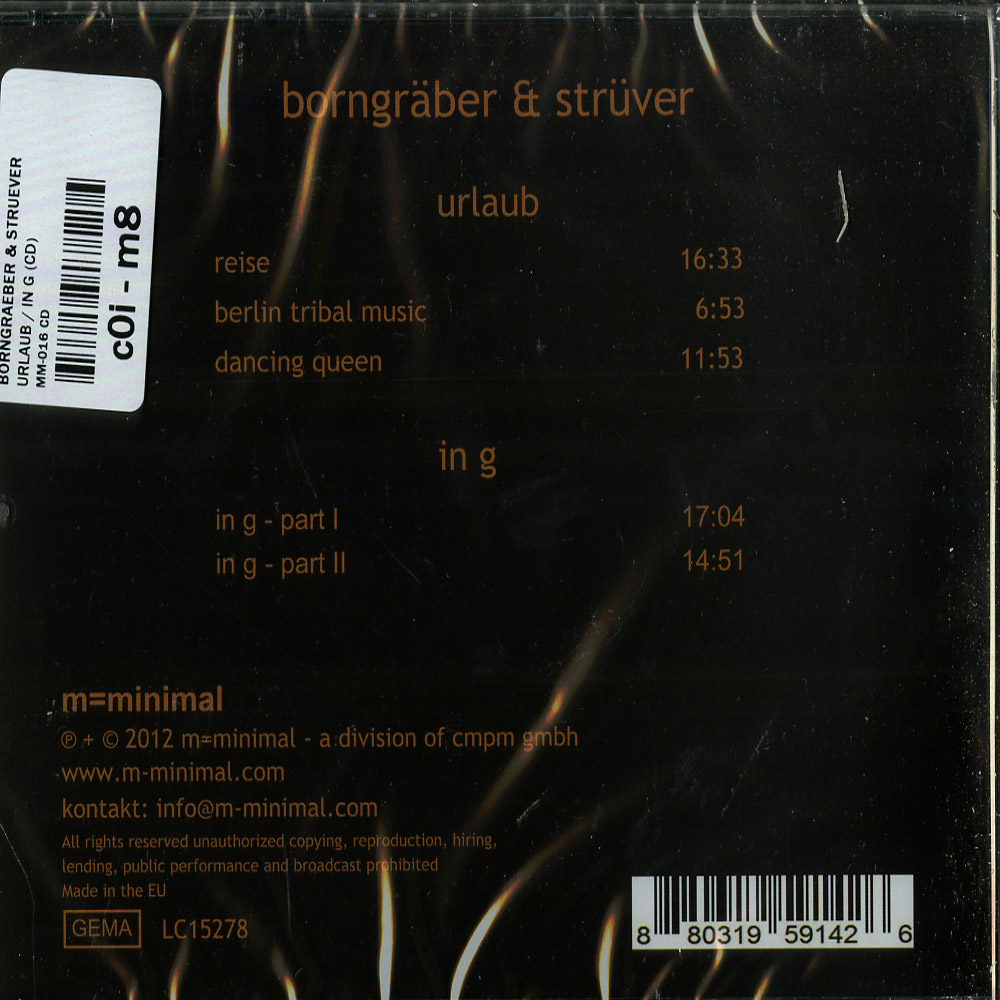 BORNGRAEBER & STRUEVER
URLAUB / IN G (CD)
MM-016 CD
c0i - m8
borngräber & strüver
urlaub
reise 16:33
berlin tribal music 6:53
dancing queen 11:53
in g
in g - part I 17:04
in g - part II 14:51
m=minimal
℗ + © 2012 m=minimal - a division of cmpm gmbh
www.m-minimal.com
kontakt: info@m-minimal.com
All rights reserved unauthorized copying, reproduction, hiring,
lending, public performance and broadcast prohibited
Made in the EU
GEMA LC15278
8 80319 59142 6